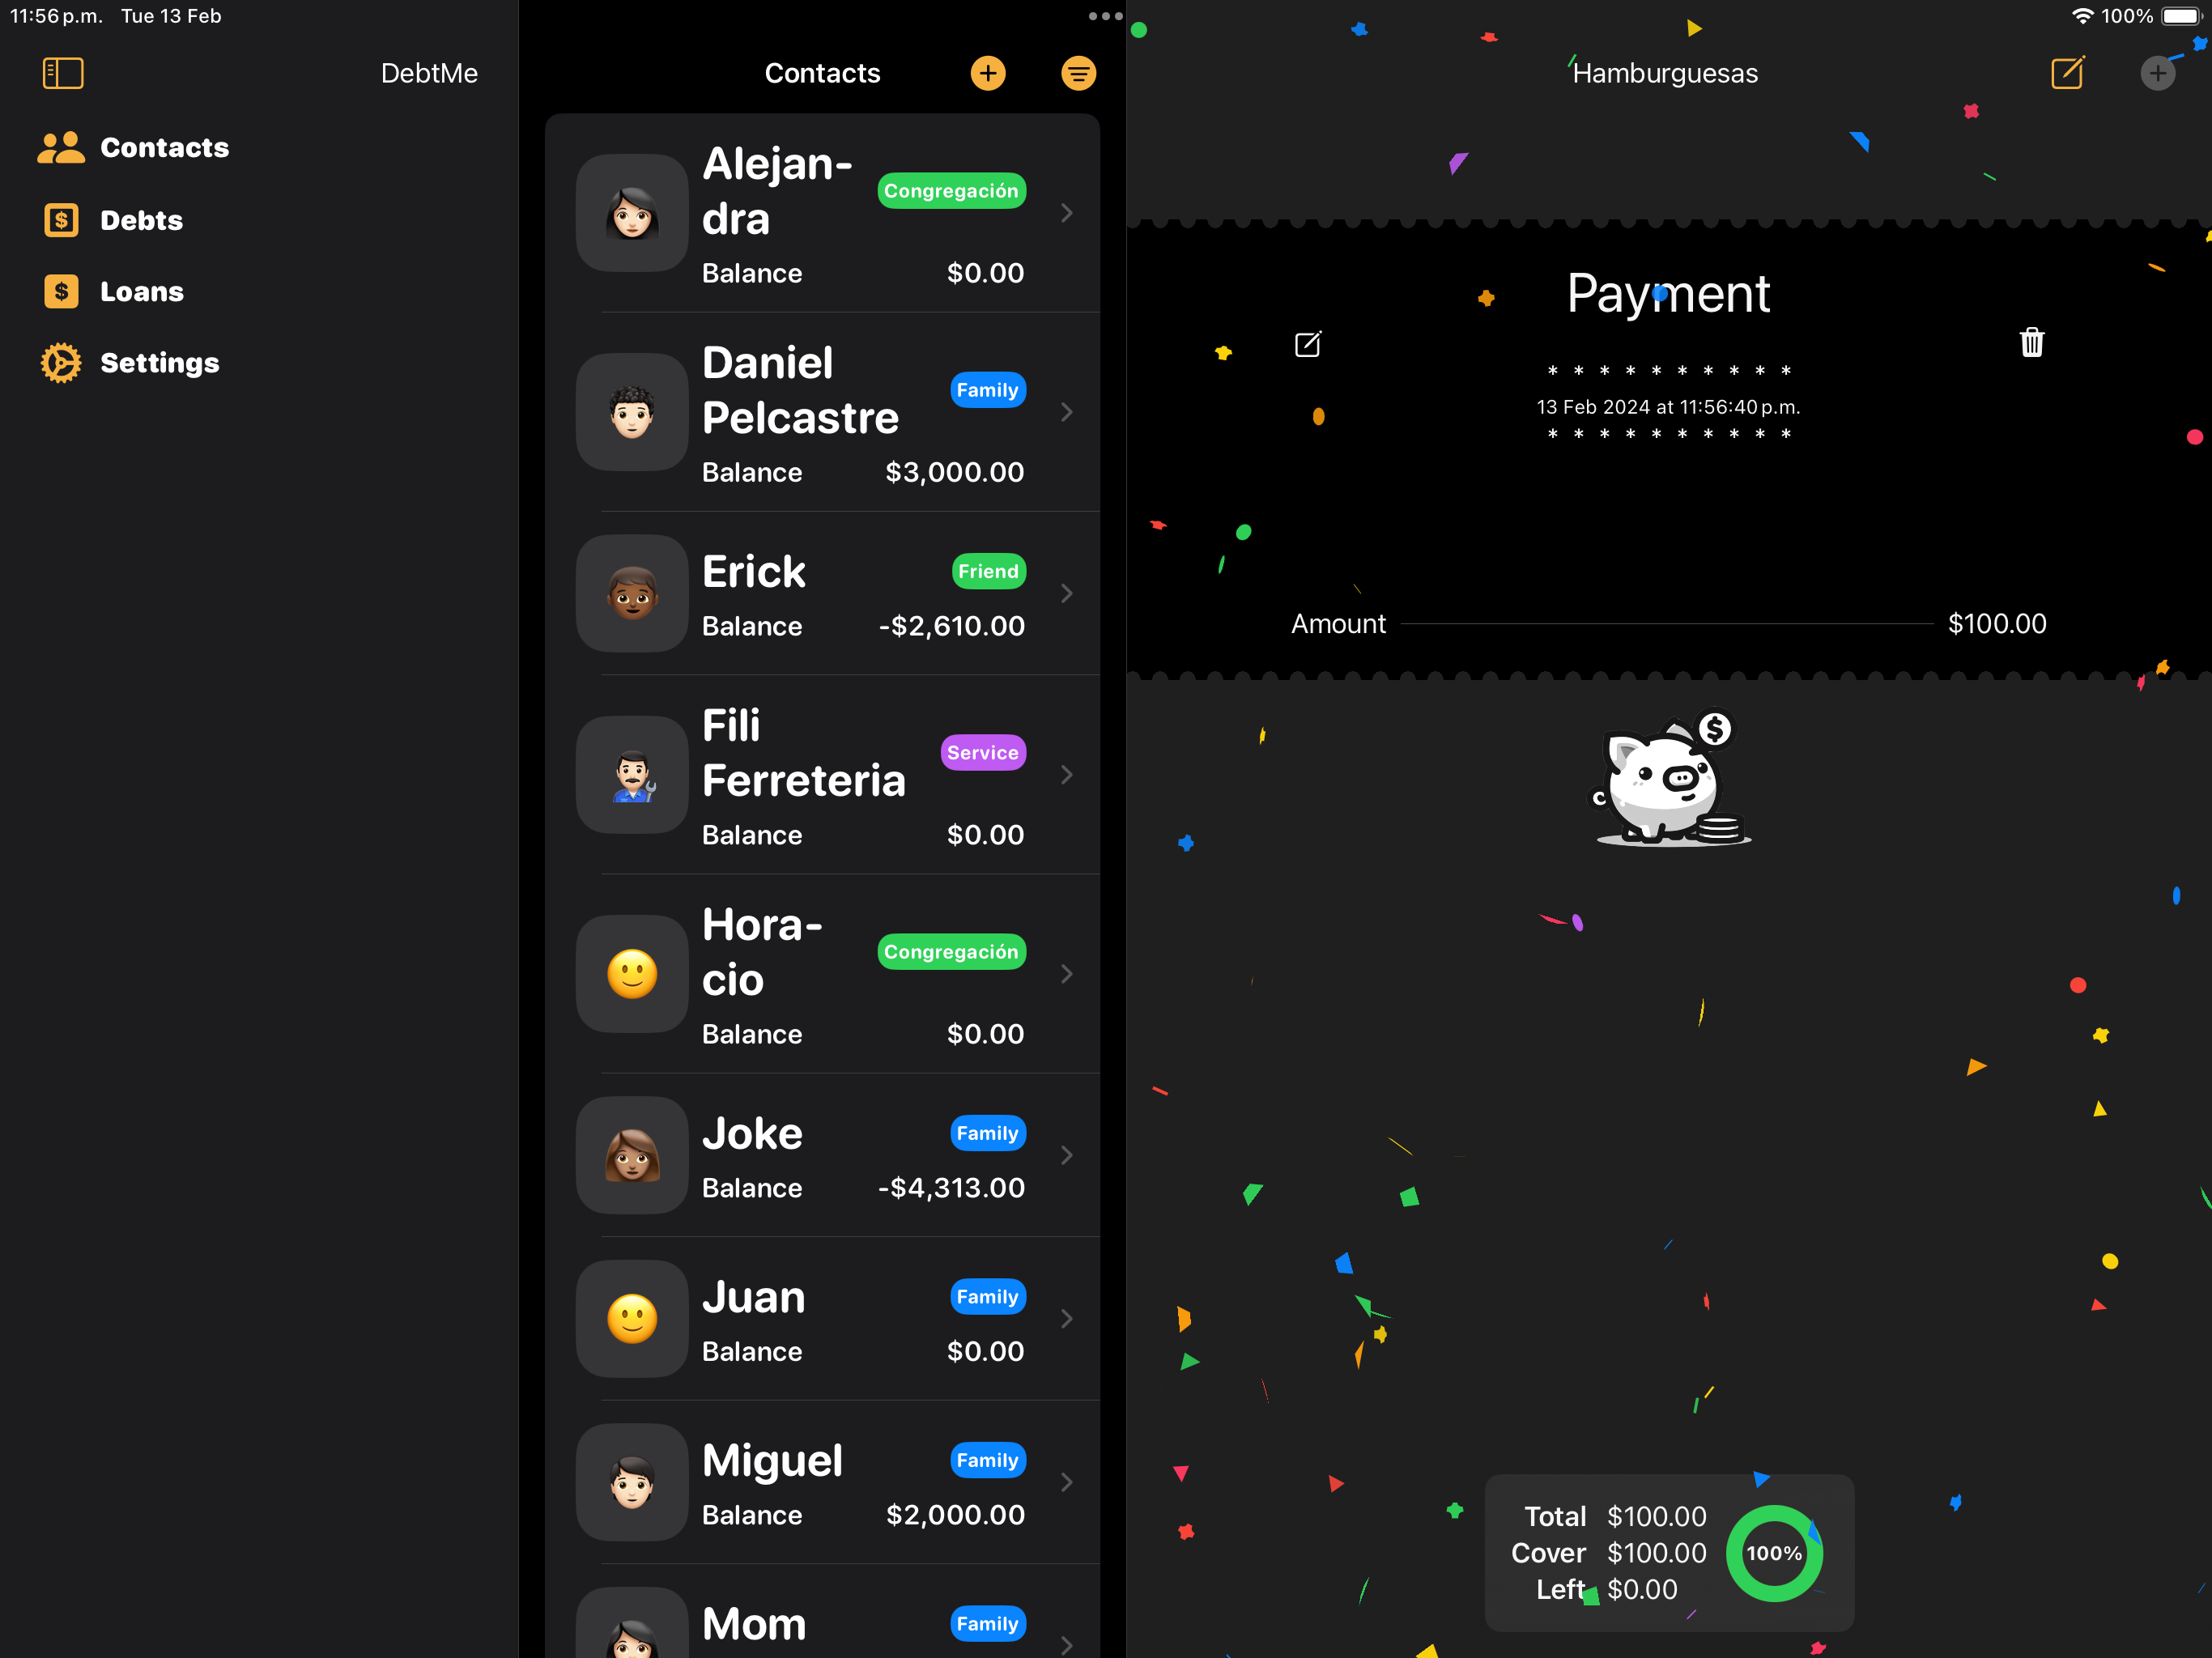 11:56 p.m. Tue 13 Feb
100%
DebtMe
Contacts
Debts
Loans
Settings
Contacts
Alejan-
dra
Congregación
Balance $0.00
Daniel
Pelcastre
Family
Balance $3,000.00
Erick
Friend
Balance -$2,610.00
Fili
Ferreteria
Service
Balance $0.00
Hora-
cio
Congregación
Balance $0.00
Joke
Family
Balance -$4,313.00
Juan
Family
Balance $0.00
Miguel
Family
Balance $2,000.00
Mom
Family
Hamburguesas
Payment
* * * * * * * * * *
13 Feb 2024 at 11:56:40 p.m.
* * * * * * * * * *
Amount $100.00
Total $100.00
Cover $100.00
Left $0.00
100%